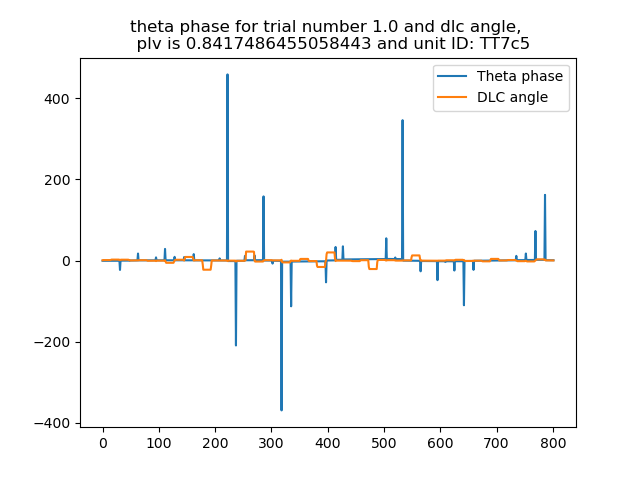 theta phase for trial number 1.0 and dlc angle,
plv is 0.8417486455058443 and unit ID: TT7c5
Theta phase
DLC angle
400
200
0
−200
−400
0 100 200 300 400 500 600 700 800